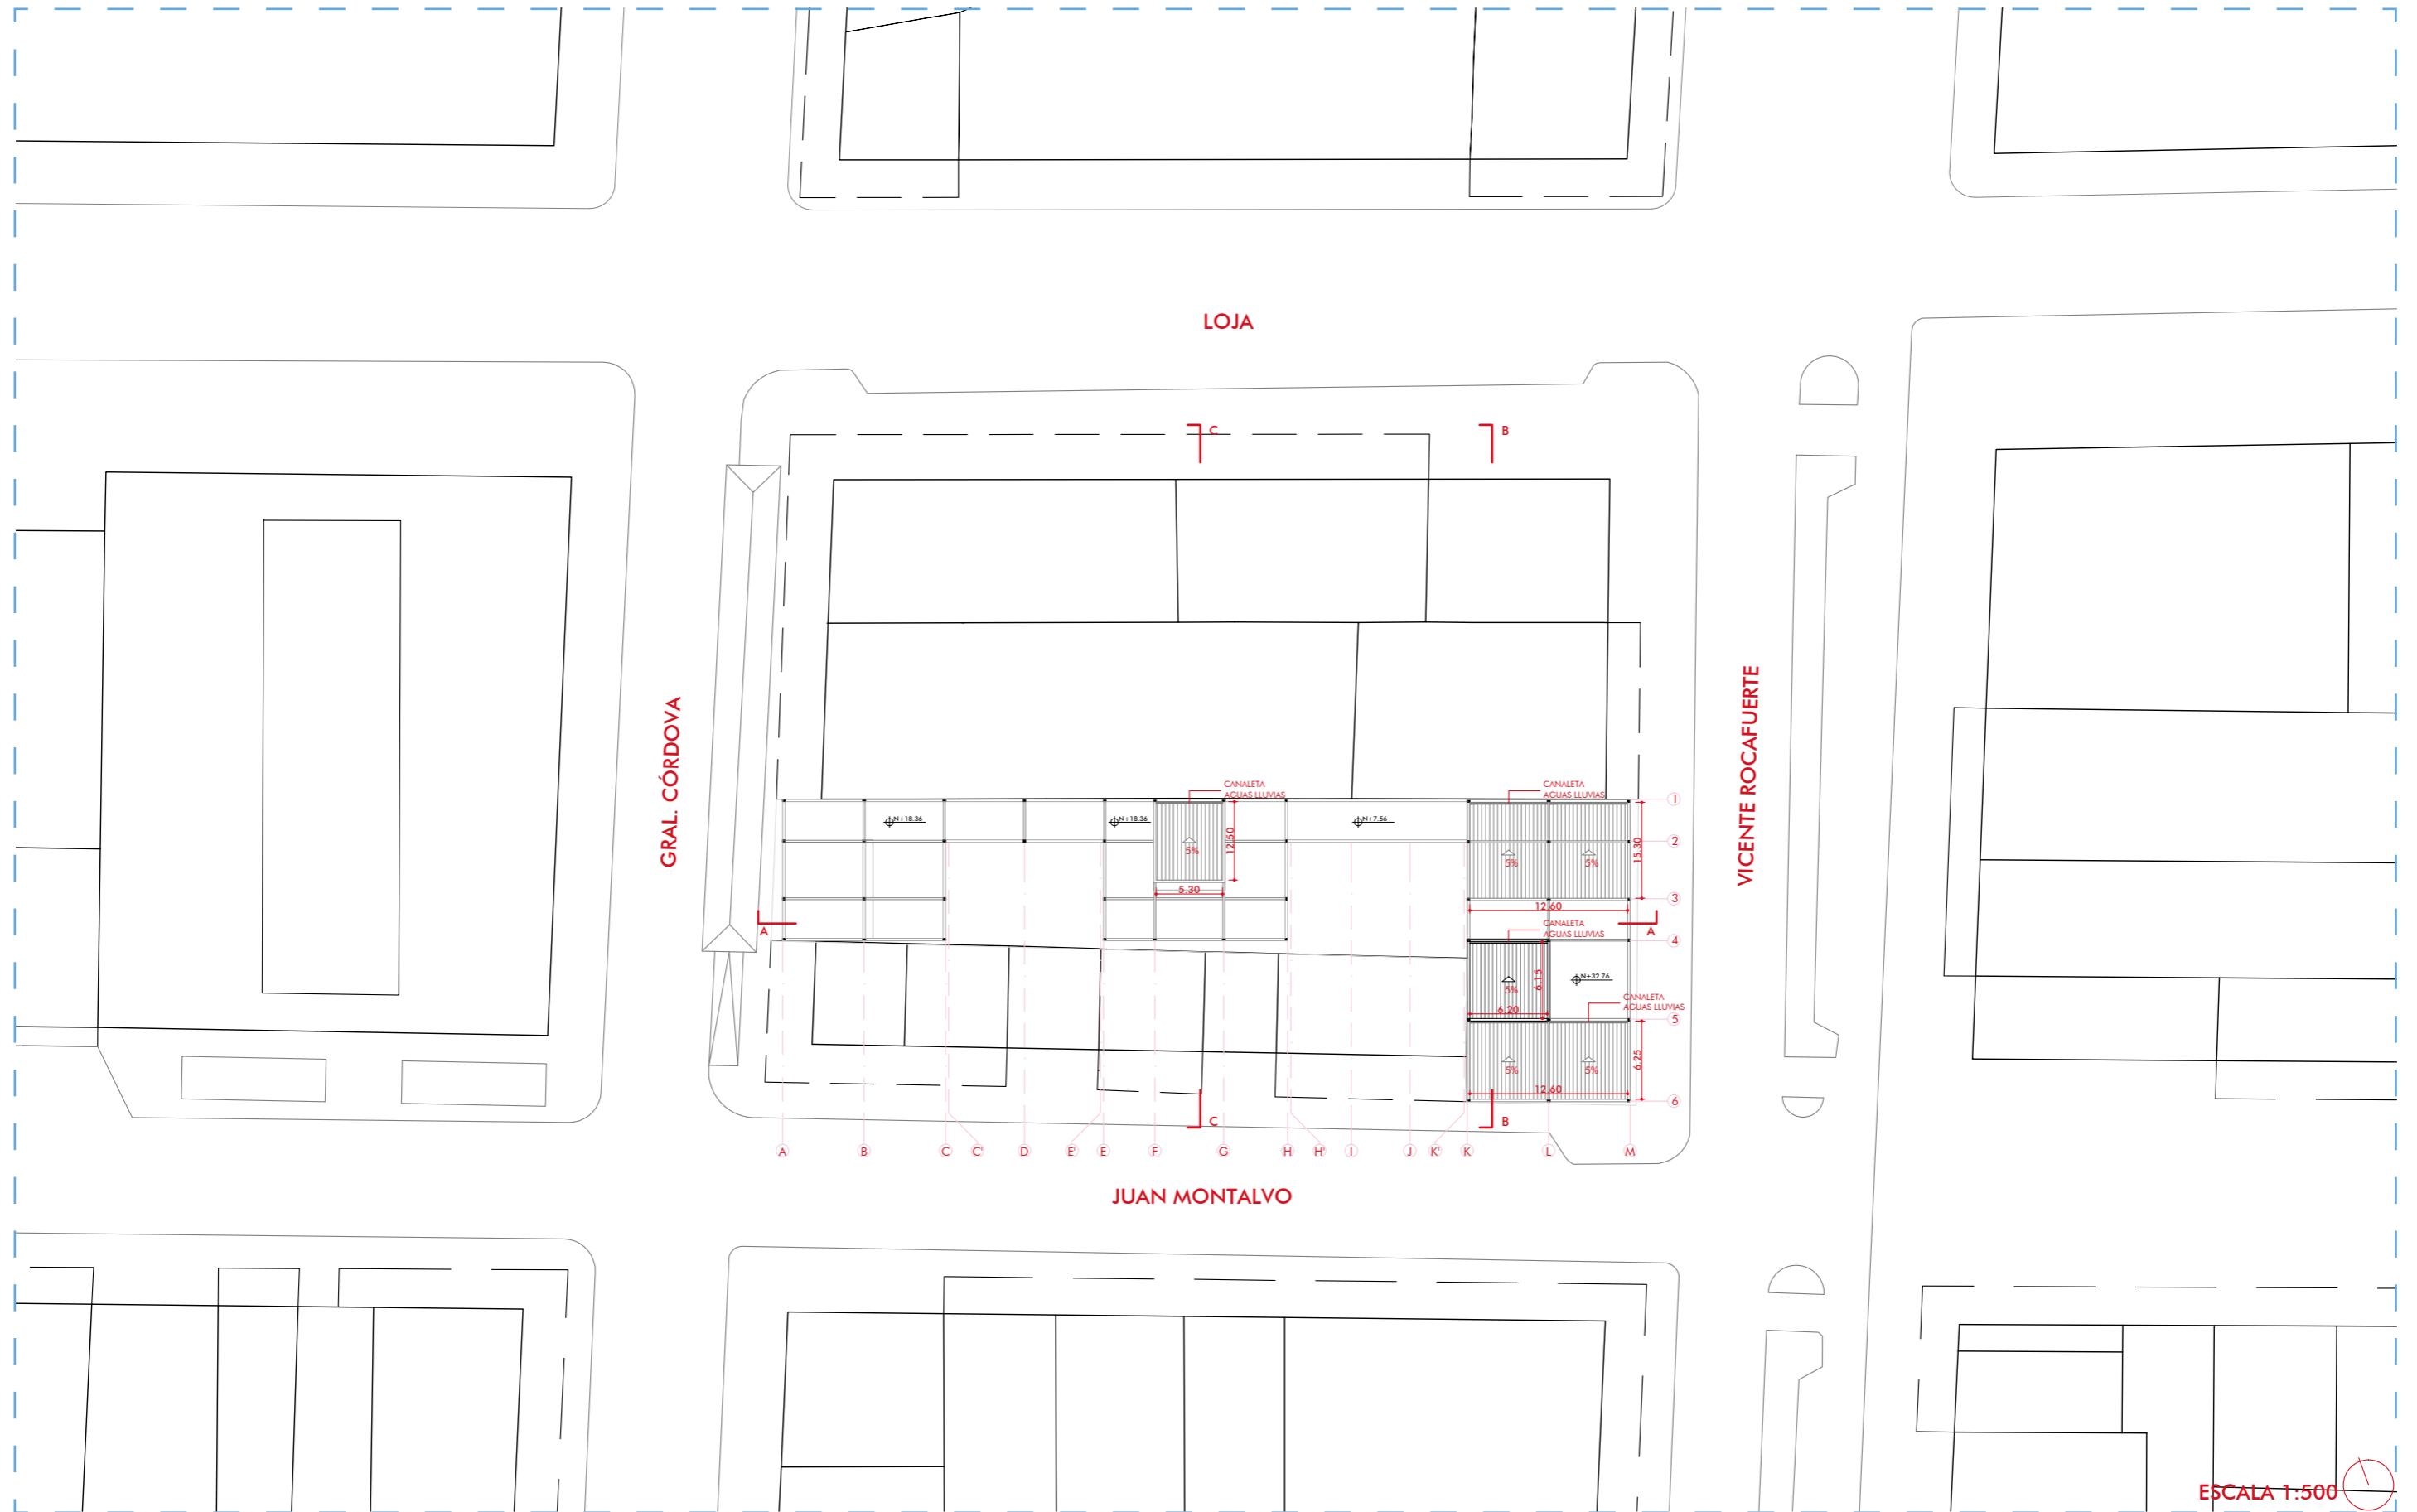 LOJA
C
B
GRAL. CÓRDOVA
VICENTE ROCAFUERTE
CANALETA
AGUAS LLUVIAS
CANALETA
AGUAS LLUVIAS
1
N+18.36
N+18.36
N+7.56
12.50
15.30
2
5%
5%
5%
5.30
3
12.60
A
A
CANALETA
AGUAS LLUVIAS
4
6.15
N+32.76
5%
CANALETA
AGUAS LLUVIAS
6.20
5
6.25
5%
5%
12.60
6
C
B
A
B
C
C'
D
E'
E
F
G
H
H'
I
J
K'
K
L
M
JUAN MONTALVO
ESCALA 1:500